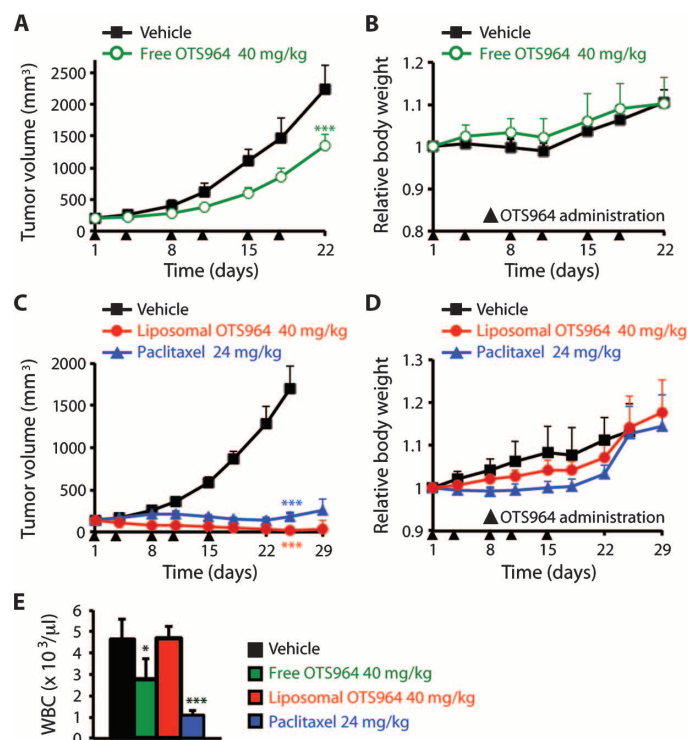 A
Vehicle
Free OTS964 40 mg/kg
Tumor volume (mm³)
2500
2000
1500
1000
500
0
***
1 8 15 22
Time (days)
B
Vehicle
Free OTS964 40 mg/kg
Relative body weight
1.2
1.1
1
0.9
0.8
▲OTS964 administration
1 8 15 22
Time (days)
C
Vehicle
Liposomal OTS964 40 mg/kg
Paclitaxel 24 mg/kg
Tumor volume (mm³)
2000
1500
1000
500
0
***
***
1 8 15 22 29
Time (days)
D
Vehicle
Liposomal OTS964 40 mg/kg
Paclitaxel 24 mg/kg
Relative body weight
1.3
1.2
1.1
1
0.9
▲OTS964 administration
1 8 15 22 29
Time (days)
E
WBC (x 10³/μl)
6
5
4
3
2
1
0
*
***
Vehicle
Free OTS964 40 mg/kg
Liposomal OTS964 40 mg/kg
Paclitaxel 24 mg/kg